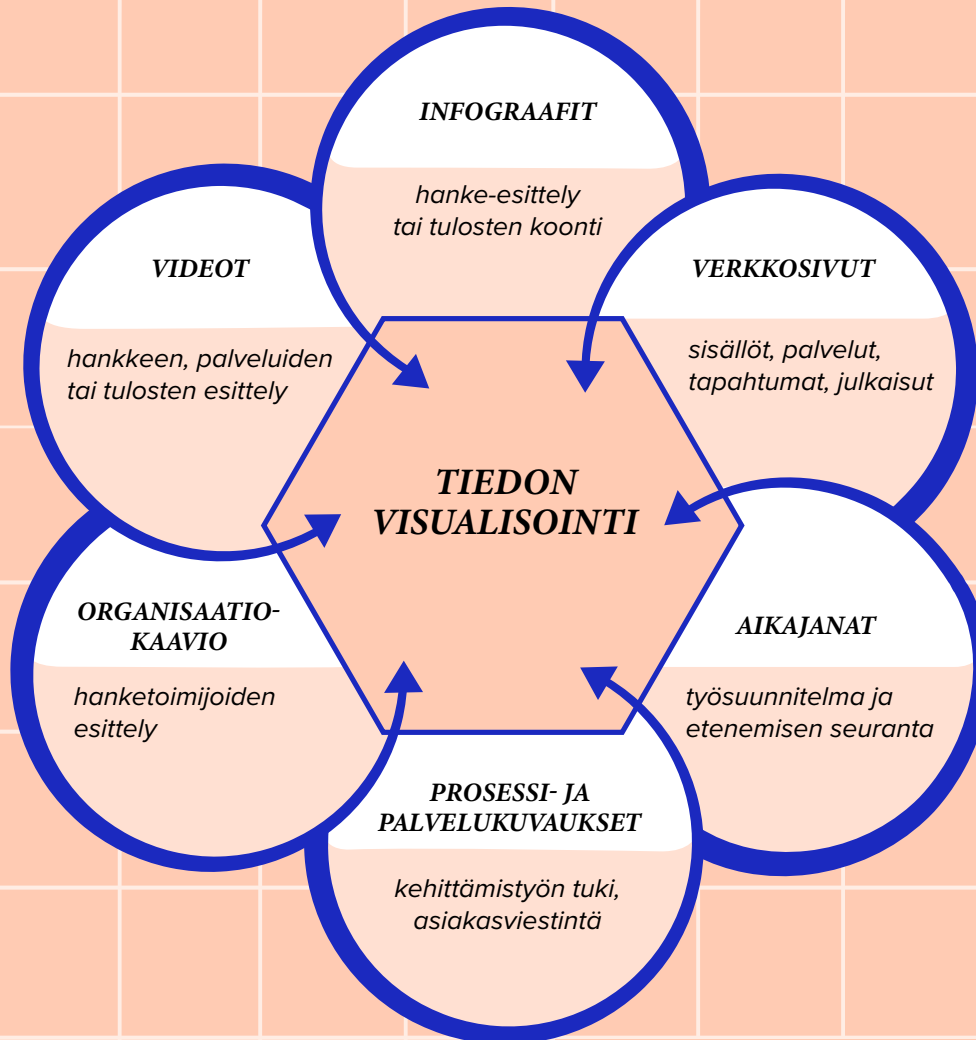 INFOGRAAFIT
hanke-esittely
tai tulosten koonti
VIDEOT
hankkeen, palveluiden
tai tulosten esittely
VERKKOSIVUT
sisällöt, palvelut,
tapahtumat, julkaisut
TIEDON
VISUALISOINTI
ORGANISAATIO-
KAAVIO
hanketoimijoiden
esittely
AIKAJANAT
työsuunnitelma ja
etenemisen seuranta
PROSESSI- JA
PALVELUKUVAUKSET
kehittämistyön tuki,
asiakasviestintä